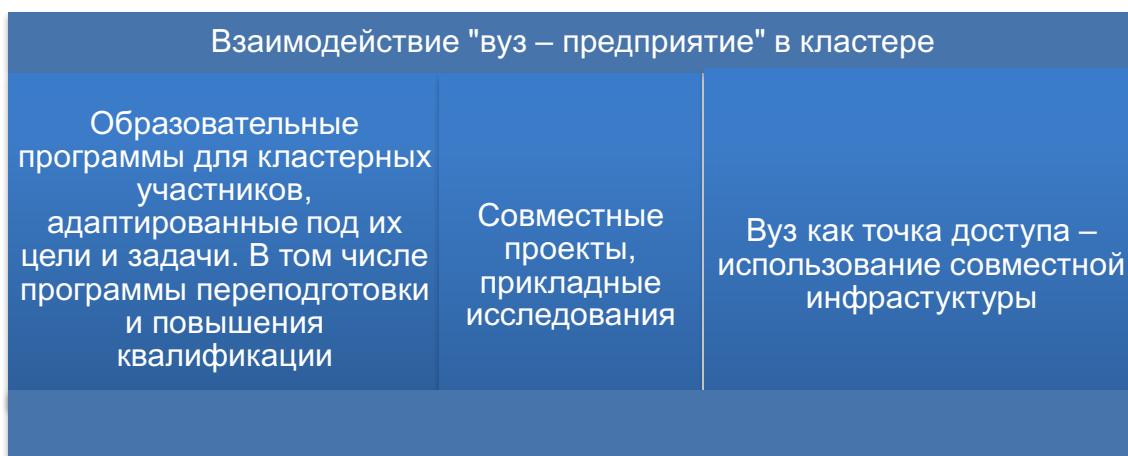 Взаимодействие "вуз – предприятие" в кластере
Образовательные
программы для кластерных
участников,
адаптированные под их
цели и задачи. В том числе
программы переподготовки
и повышения
квалификации
Совместные
проекты,
прикладные
исследования
Вуз как точка доступа –
использование совместной
инфрастуктуры